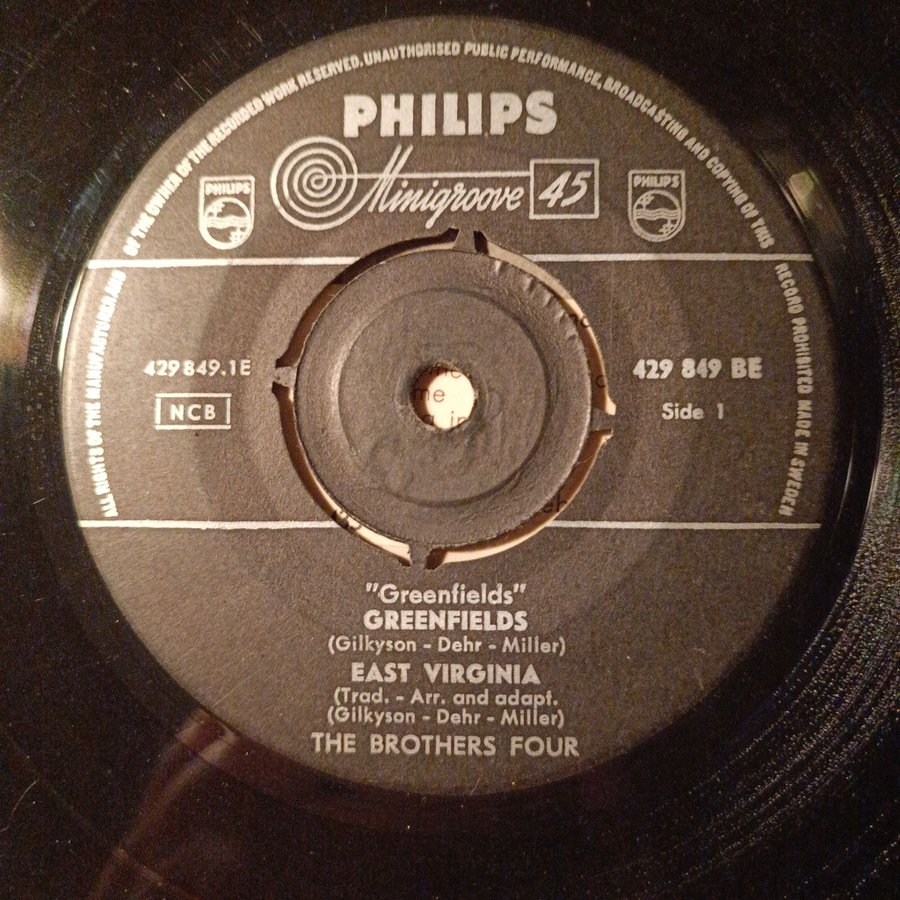 ALL RIGHTS OF THE MANUFACTURER AND
OF THE OWNER OF THE RECORDED WORK RESERVED. UNAUTHORISED PUBLIC PERFORMANCE, BROADCASTING AND COPYING OF THIS
RECORD PROHIBITED MADE IN SWEDEN
PHILIPS
Minigroove 45
PHILIPS
PHILIPS
429 849.1E
429 849 BE
NCB
Side 1
me
"Greenfields"
GREENFIELDS
(Gilkyson - Dehr - Miller)
EAST VIRGINIA
(Trad. - Arr. and adapt.
(Gilkyson - Dehr - Miller)
THE BROTHERS FOUR